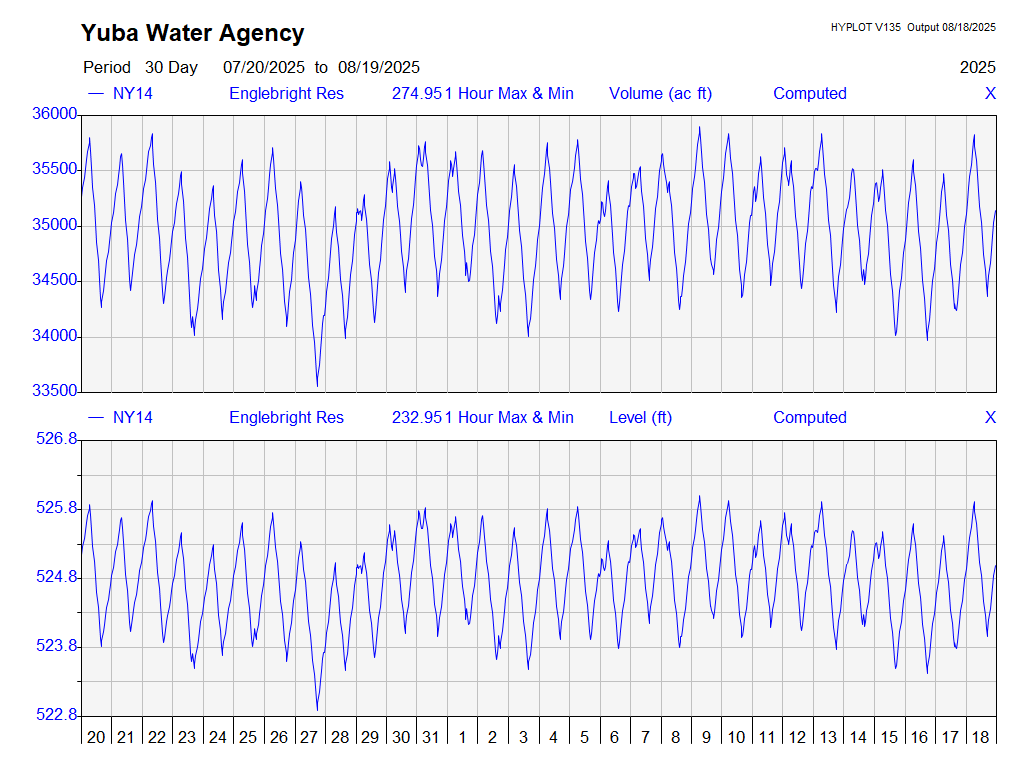 Yuba Water Agency
HYPLOT V135 Output 08/18/2025
Period 30 Day 07/20/2025 to 08/19/2025 2025
NY14 Englebright Res 274.951 Hour Max & Min Volume (ac ft) Computed X
36000
35500
35000
34500
34000
33500
NY14 Englebright Res 232.951 Hour Max & Min Level (ft) Computed X
526.8
525.8
524.8
523.8
522.8
20 21 22 23 24 25 26 27 28 29 30 31 1 2 3 4 5 6 7 8 9 10 11 12 13 14 15 16 17 18